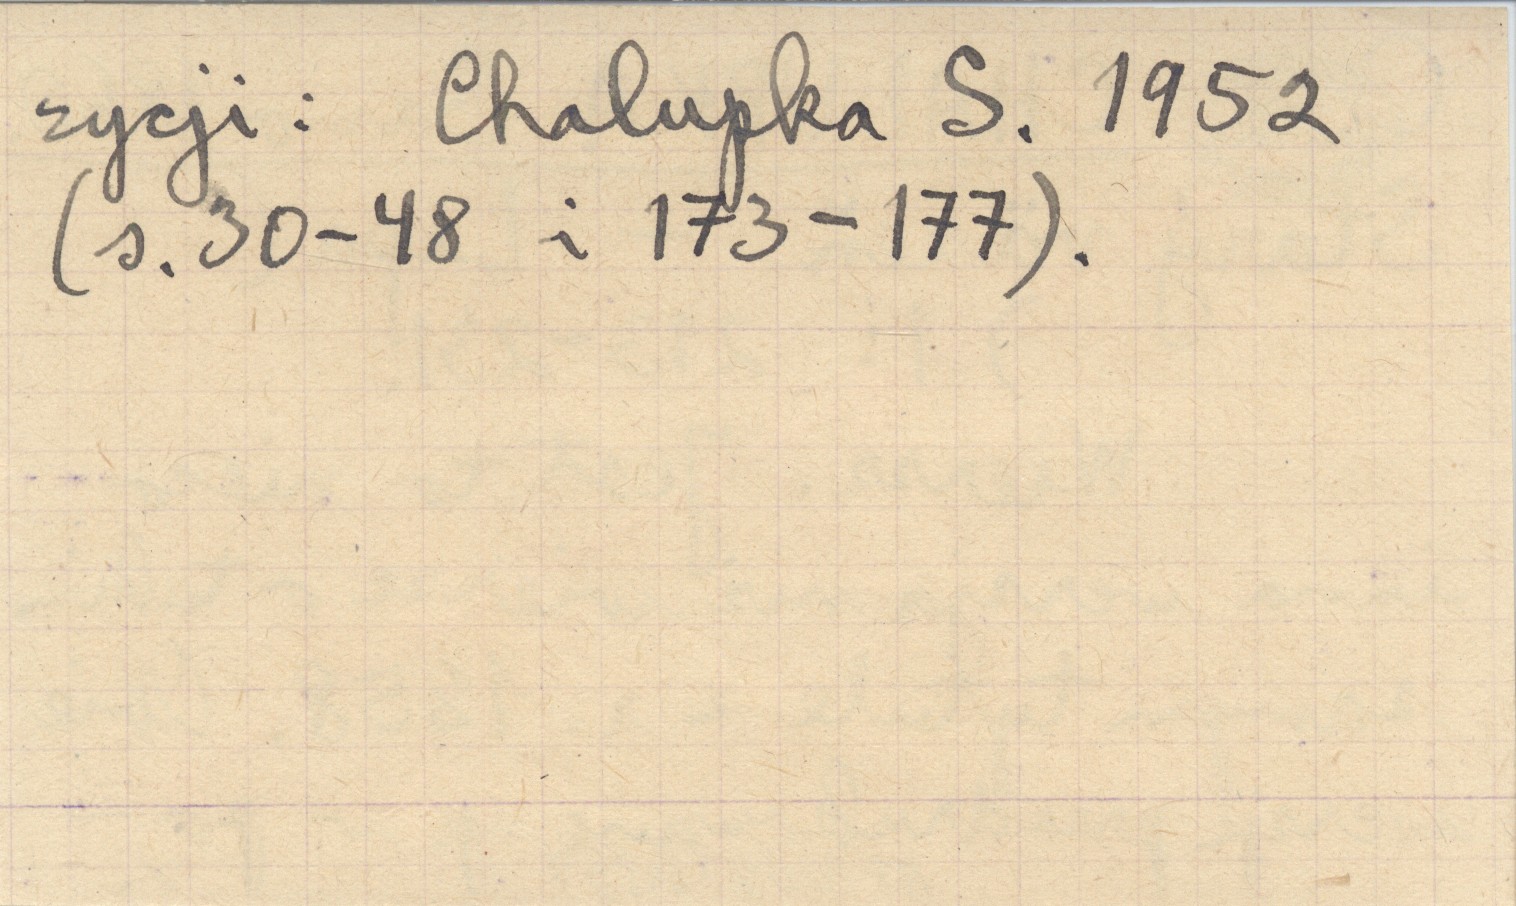 zycji: Chalupka S. 1952
(s. 30-48 i 173-177).